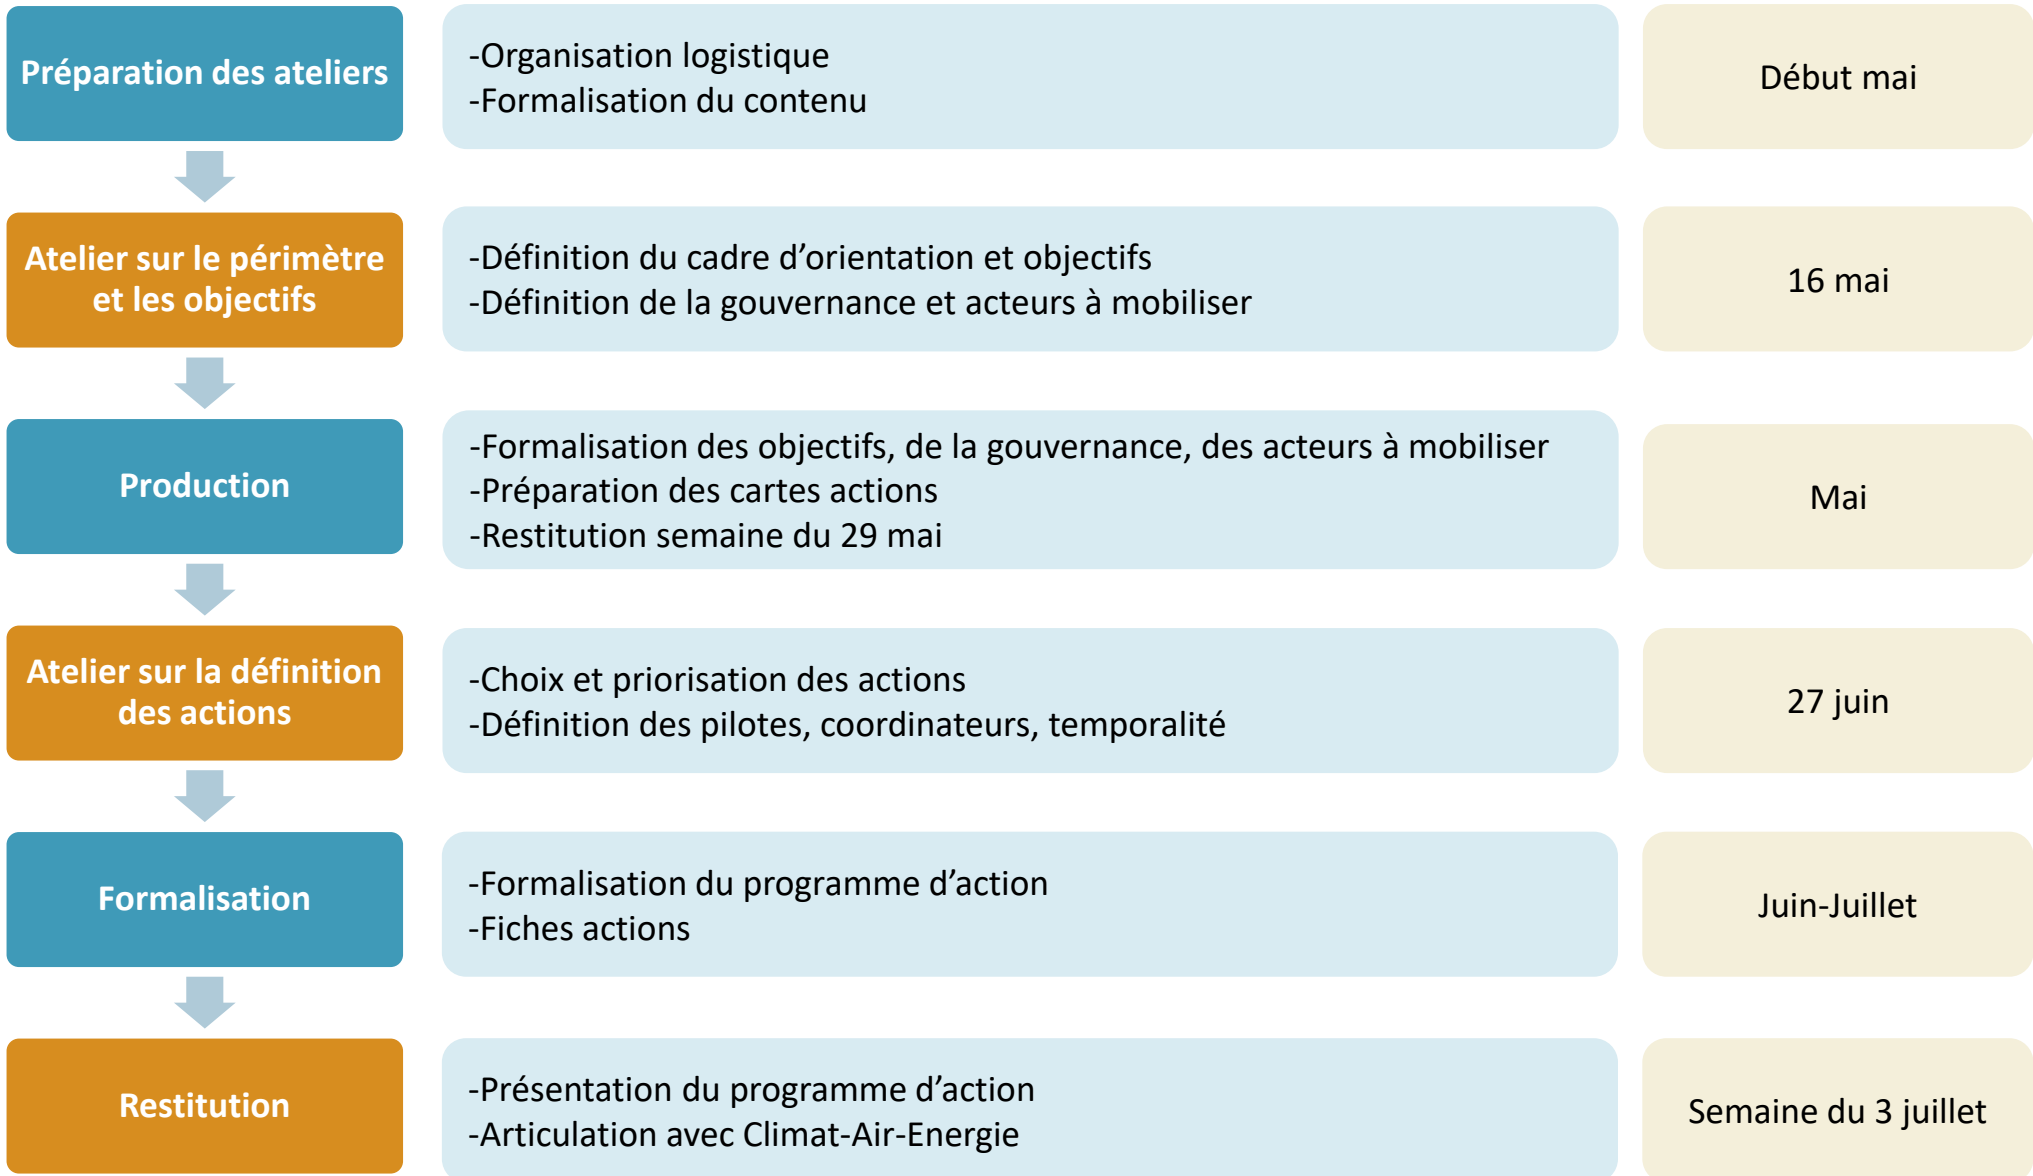 Préparation des ateliers
-Organisation logistique
-Formalisation du contenu
Début mai
Atelier sur le périmètre
et les objectifs
-Définition du cadre d’orientation et objectifs
-Définition de la gouvernance et acteurs à mobiliser
16 mai
Production
-Formalisation des objectifs, de la gouvernance, des acteurs à mobiliser
-Préparation des cartes actions
-Restitution semaine du 29 mai
Mai
Atelier sur la définition
des actions
-Choix et priorisation des actions
-Définition des pilotes, coordinateurs, temporalité
27 juin
Formalisation
-Formalisation du programme d’action
-Fiches actions
Juin-Juillet
Restitution
-Présentation du programme d’action
-Articulation avec Climat-Air-Energie
Semaine du 3 juillet